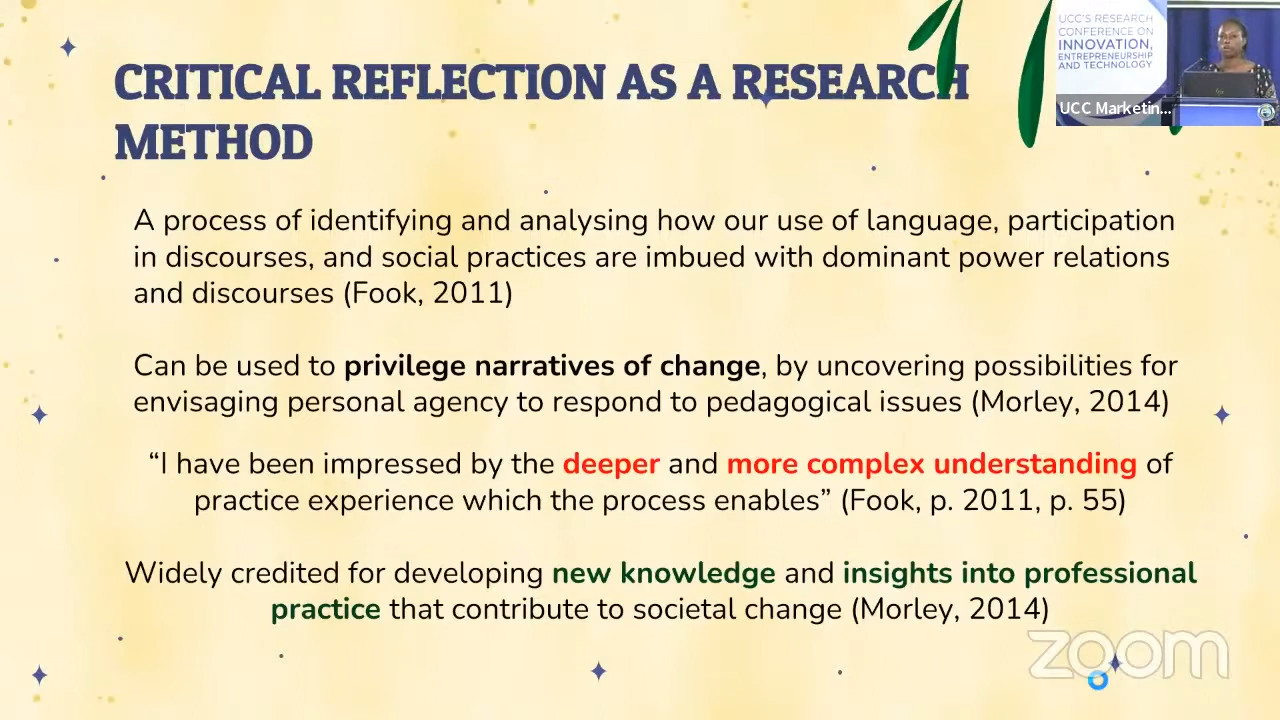 CRITICAL REFLECTION AS A RESEARCH
METHOD
UCC'S RESEARCH
CONFERENCE ON
INNOVATION,
ENTREPRENEURSHIP
AND TECHNOLOGY
UCC Marketin...
A process of identifying and analysing how our use of language, participation
in discourses, and social practices are imbued with dominant power relations
and discourses (Fook, 2011)
Can be used to privilege narratives of change, by uncovering possibilities for
envisaging personal agency to respond to pedagogical issues (Morley, 2014)
“I have been impressed by the deeper and more complex understanding of
practice experience which the process enables” (Fook, p. 2011, p. 55)
Widely credited for developing new knowledge and insights into professional
practice that contribute to societal change (Morley, 2014)
zoom